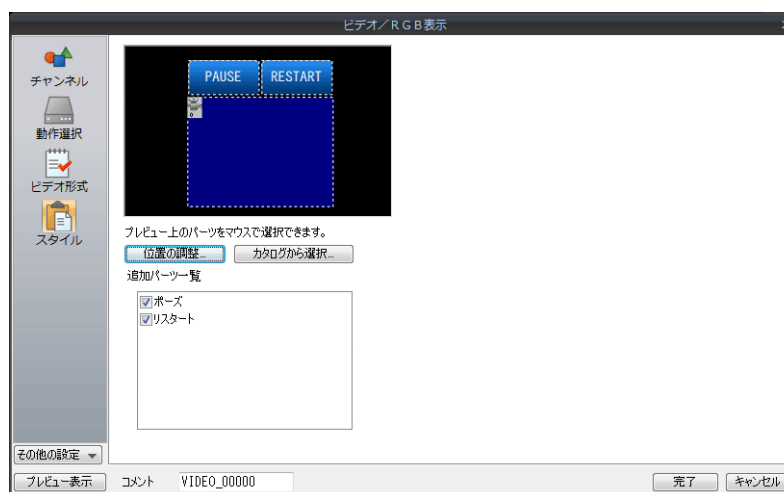 ビデオ／ＲＧＢ表示
チャンネル
動作選択
ビデオ形式
スタイル
PAUSE RESTART
プレビュー上のパーツをマウスで選択できます。
位置の調整... カタログから選択...
追加パーツ一覧
ポーズ
リスタート
その他の設定
プレビュー表示 コメント VIDEO_00000 完了 キャンセル